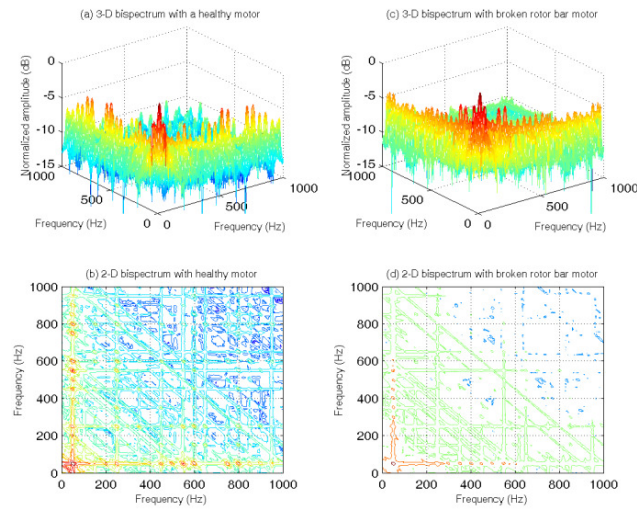 (a) 3-D bispectrum with a healthy motor
Normalized amplitude (dB)
0
-5
-10
-15
1000
500
0
Frequency (Hz)
0
500
1000
Frequency (Hz)
(c) 3-D bispectrum with broken rotor bar motor
Normalized amplitude (dB)
0
-5
-10
-15
1000
500
0
Frequency (Hz)
0
500
1000
Frequency (Hz)
(b) 2-D bispectrum with healthy motor
Frequency (Hz)
1000
800
600
400
200
0
0 200 400 600 800 1000
Frequency (Hz)
(d) 2-D bispectrum with broken rotor bar motor
Frequency (Hz)
1000
800
600
400
200
0
0 200 400 600 800 1000
Frequency (Hz)